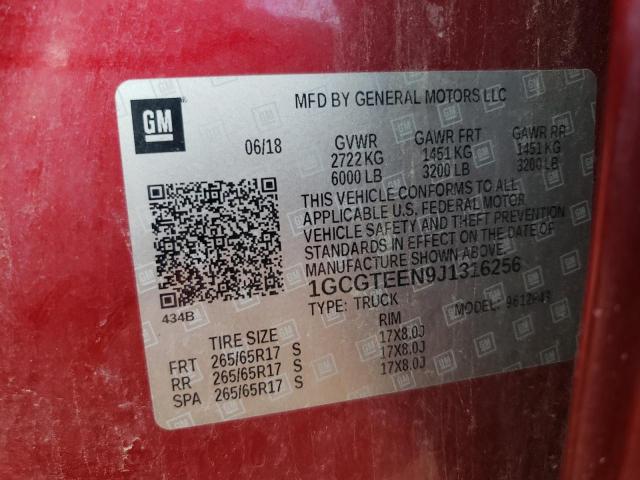 GM
MFD BY GENERAL MOTORS LLC
06/18 GVWR GAWR FRT GAWR RR
2722 KG 1451 KG 1451 KG
6000 LB 3200 LB 3200 LB
THIS VEHICLE CONFORMS TO ALL
APPLICABLE U.S. FEDERAL MOTOR
VEHICLE SAFETY AND THEFT PREVENTION
STANDARDS IN EFFECT ON THE DATE OF
MANUFACTURE SHOWN ABOVE.
1GCGTEEN9J1316256
TYPE: TRUCK MODEL:
434B
TIRE SIZE RIM
FRT 265/65R17 S 17X8.0J
RR 265/65R17 S 17X8.0J
SPA 265/65R17 S 17X8.0J